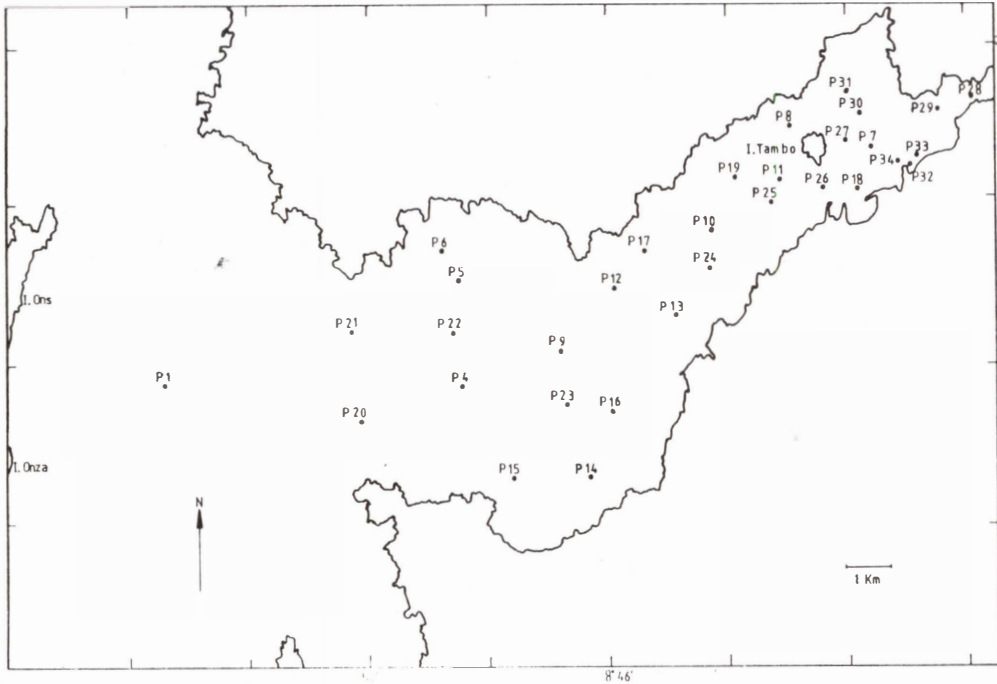 P31
P28
P30
P29
P8
P27
P7
I.Tambo
P33
P34
P19
P11
P26
P18
P32
P25
P10
P6
P17
P24
P5
P12
I.Ons
P13
P21
P22
P9
P1
P4
P20
P23
P16
I.Onza
P15
P14
N
1 Km
8°46'